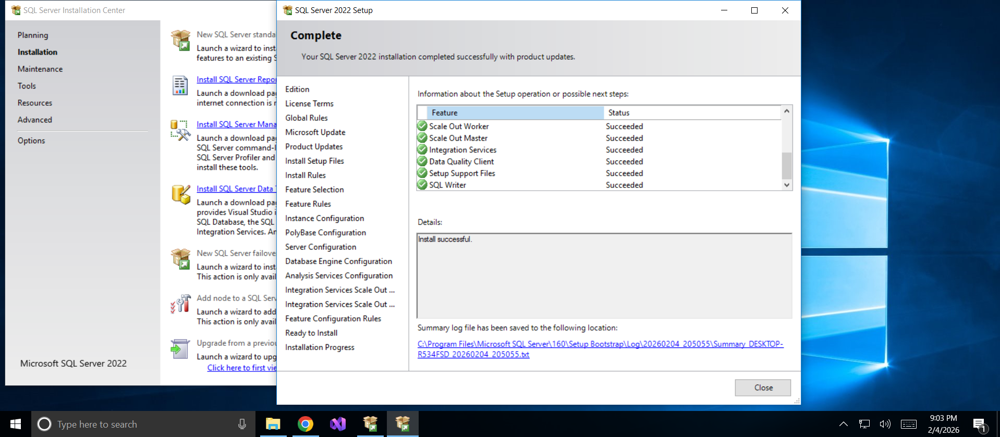 SQL Server Installation Center
Planning
Installation
Maintenance
Tools
Resources
Advanced
Options
Microsoft SQL Server 2022
New SQL Server standa
Launch a wizard to inst
features to an existing S
Install SQL Server Repor
Launch a download pag
internet connection is r
Install SQL Server Mana
Launch a download pag
SQL Server command-l
SQL Server Profiler and
install these tools.
Install SQL Server Data T
Launch a download pag
provides Visual Studio i
SQL Database, the SQL
Integration Services. An
New SQL Server failove
Launch a wizard to inst
This action is only avail
Add node to a SQL Serv
Launch a wizard to add
This action is only avail
Upgrade from a previou
Launch a wizard to upg
Click here to first vie
SQL Server 2022 Setup
Complete
Your SQL Server 2022 installation completed successfully with product updates.
Edition
License Terms
Global Rules
Microsoft Update
Product Updates
Install Setup Files
Install Rules
Feature Selection
Feature Rules
Instance Configuration
PolyBase Configuration
Server Configuration
Database Engine Configuration
Analysis Services Configuration
Integration Services Scale Out ...
Integration Services Scale Out ...
Feature Configuration Rules
Ready to Install
Installation Progress
Information about the Setup operation or possible next steps:
Feature Status
Scale Out Worker Succeeded
Scale Out Master Succeeded
Integration Services Succeeded
Data Quality Client Succeeded
Setup Support Files Succeeded
SQL Writer Succeeded
Details:
Install successful.
Summary log file has been saved to the following location:
C:\Program Files\Microsoft SQL Server\160\Setup Bootstrap\Log\20260204_205055\Summary_DESKTOP-
R534FSD_20260204_205055.txt
Close
Type here to search
9:03 PM
2/4/2026
1